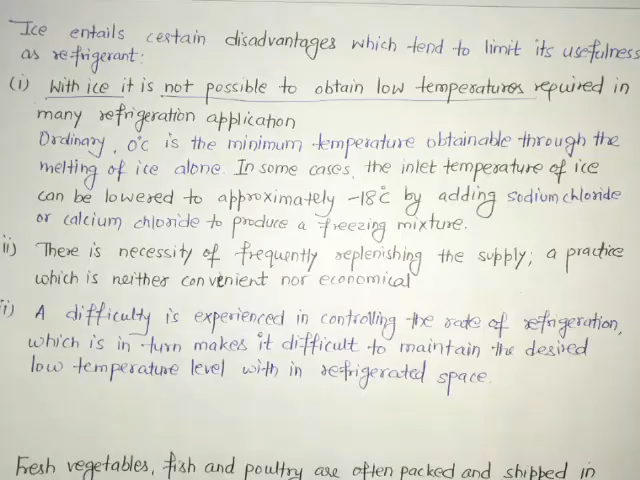 Ice entails certain disadvantages which tend to limit its usefulness
as refrigerant:
(i) With ice it is not possible to obtain low temperatures required in
many refrigeration application
Ordinary, 0°C is the minimum temperature obtainable through the
melting of ice alone. In some cases, the inlet temperature of ice
can be lowered to approximately -18°C by adding sodium chloride
or calcium chloride to produce a freezing mixture.
ii) There is necessity of frequently replenishing the supply; a practice
which is neither convenient nor economical
i) A difficulty is experienced in controlling the rate of refrigeration,
which is in turn makes it difficult to maintain the desired
low temperature level with in refrigerated space.
Fresh vegetables, fish and poultry are often packed and shipped in